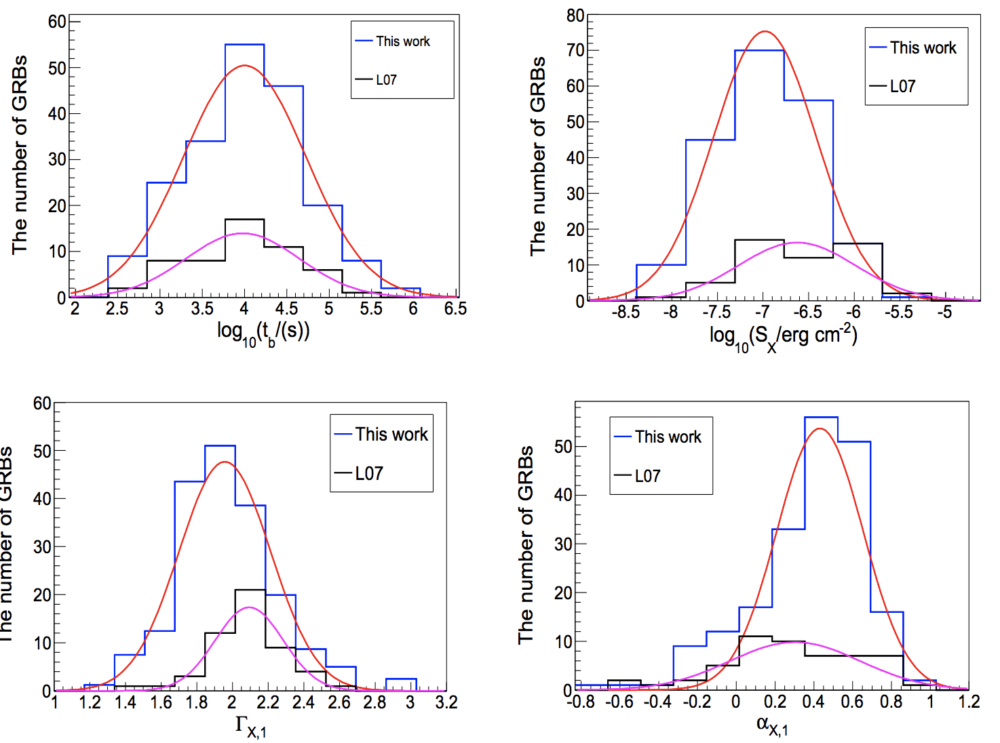 The number of GRBs
60
50
40
30
20
10
0
This work
L07
2 2.5 3 3.5 4 4.5 5 5.5 6 6.5
log10(tb/(s))
The number of GRBs
80
70
60
50
40
30
20
10
0
This work
L07
-8.5 -8 -7.5 -7 -6.5 -6 -5.5 -5
log10(SX/erg cm-2)
The number of GRBs
60
50
40
30
20
10
0
This work
L07
1 1.2 1.4 1.6 1.8 2 2.2 2.4 2.6 2.8 3 3.2
ΓX,1
The number of GRBs
50
40
30
20
10
0
This work
L07
-0.8 -0.6 -0.4 -0.2 0 0.2 0.4 0.6 0.8 1 1.2
αX,1